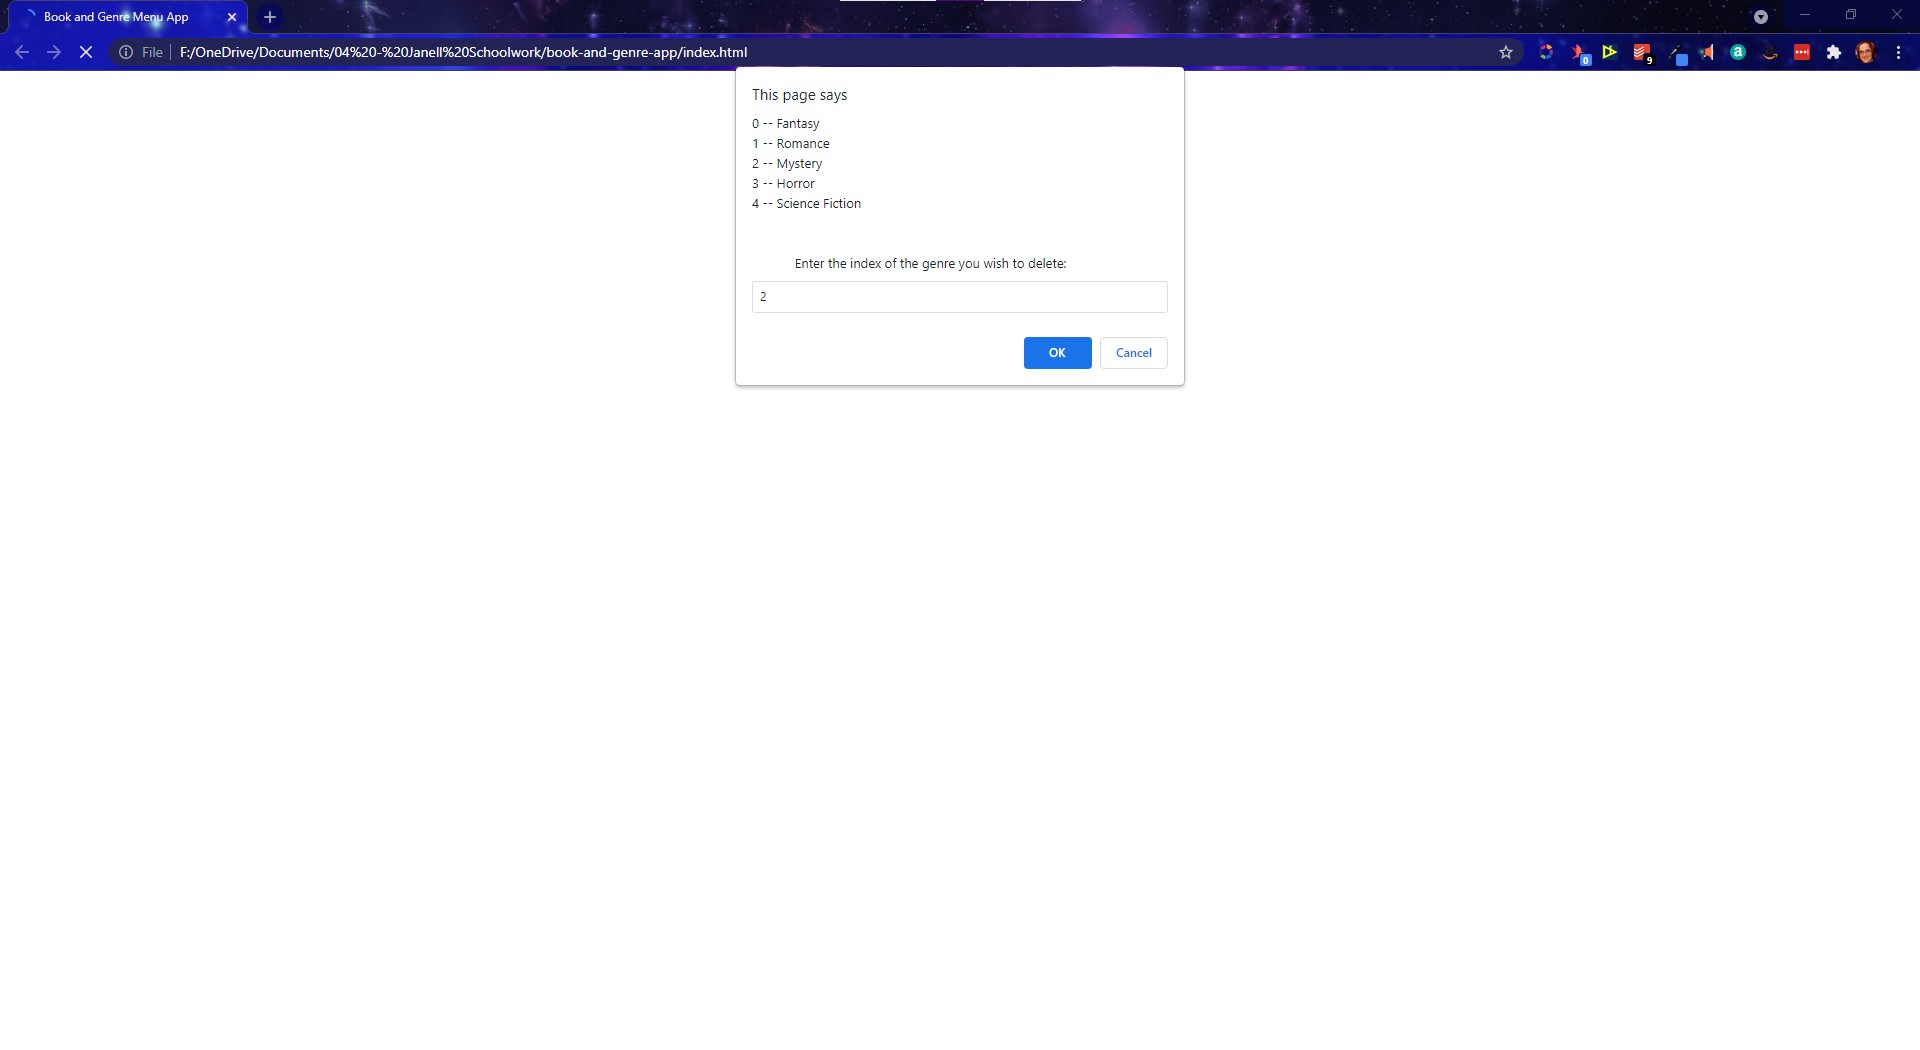 Book and Genre Menu App
File F:/OneDrive/Documents/04%20-%20Janell%20Schoolwork/book-and-genre-app/index.html
0
9
a
This page says
0 -- Fantasy
1 -- Romance
2 -- Mystery
3 -- Horror
4 -- Science Fiction
Enter the index of the genre you wish to delete:
2
OK Cancel